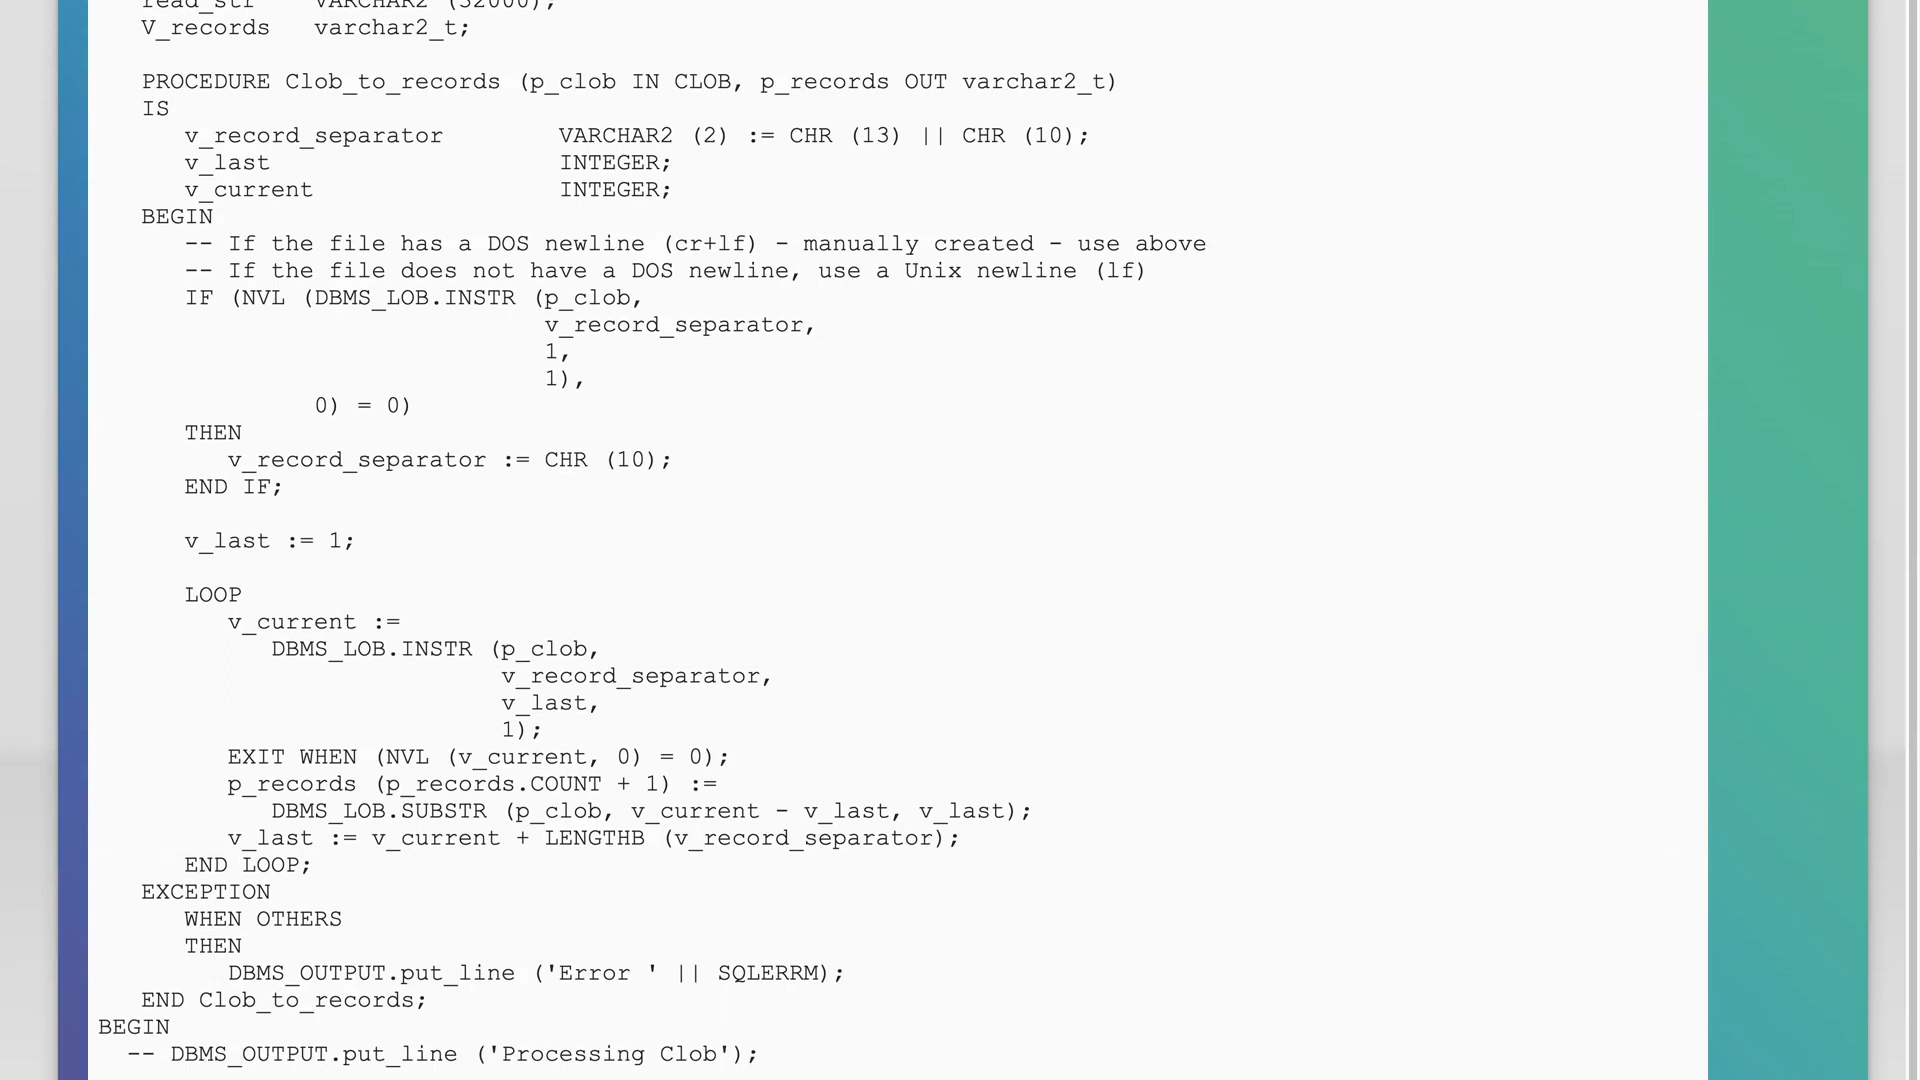 read_str    VARCHAR2 (32000);
V_records   varchar2_t;
PROCEDURE Clob_to_records (p_clob IN CLOB, p_records OUT varchar2_t)
IS
v_record_separator        VARCHAR2 (2) := CHR (13) || CHR (10);
v_last                    INTEGER;
v_current                 INTEGER;
BEGIN
-- If the file has a DOS newline (cr+lf) - manually created - use above
-- If the file does not have a DOS newline, use a Unix newline (lf)
IF (NVL (DBMS_LOB.INSTR (p_clob,
v_record_separator,
1,
1),
0) = 0)
THEN
v_record_separator := CHR (10);
END IF;
v_last := 1;
LOOP
v_current :=
DBMS_LOB.INSTR (p_clob,
v_record_separator,
v_last,
1);
EXIT WHEN (NVL (v_current, 0) = 0);
p_records (p_records.COUNT + 1) :=
DBMS_LOB.SUBSTR (p_clob, v_current - v_last, v_last);
v_last := v_current + LENGTHB (v_record_separator);
END LOOP;
EXCEPTION
WHEN OTHERS
THEN
DBMS_OUTPUT.put_line ('Error ' || SQLERRM);
END Clob_to_records;
BEGIN
-- DBMS_OUTPUT.put_line ('Processing Clob');